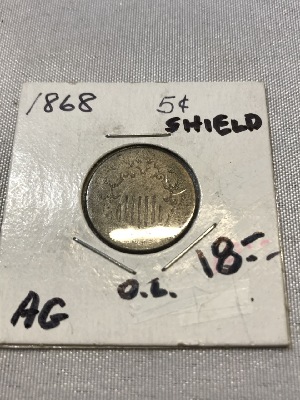 1868 5¢
SHIELD
O.L.
18=
AG